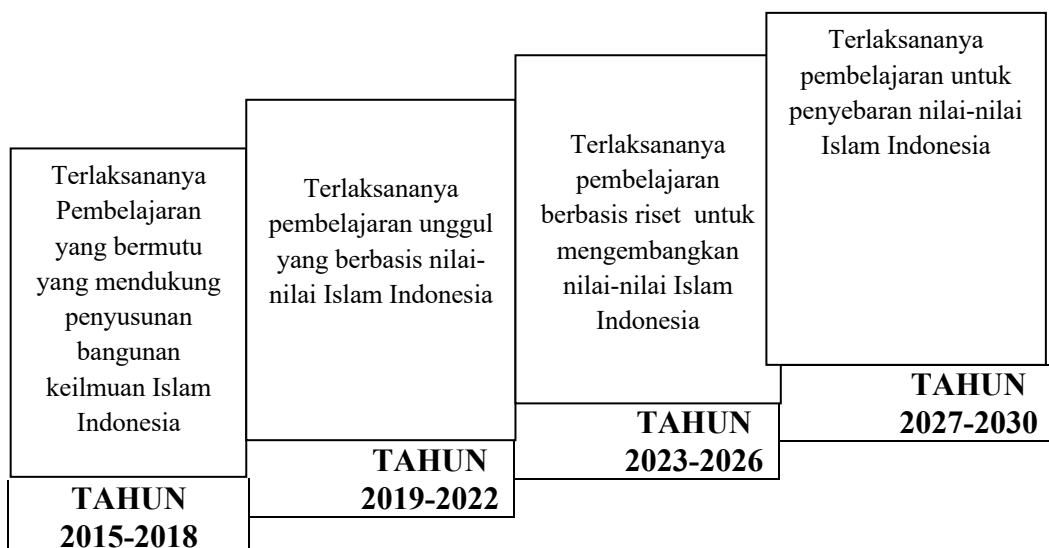 Terlaksananya
Pembelajaran
yang bermutu
yang mendukung
penyusunan
bangunan
keilmuan Islam
Indonesia
TAHUN
2015-2018
Terlaksananya
pembelajaran unggul
yang berbasis nilai-
nilai Islam Indonesia
TAHUN
2019-2022
Terlaksananya
pembelajaran
berbasis riset untuk
mengembangkan
nilai-nilai Islam
Indonesia
TAHUN
2023-2026
Terlaksananya
pembelajaran untuk
penyebaran nilai-nilai
Islam Indonesia
TAHUN
2027-2030